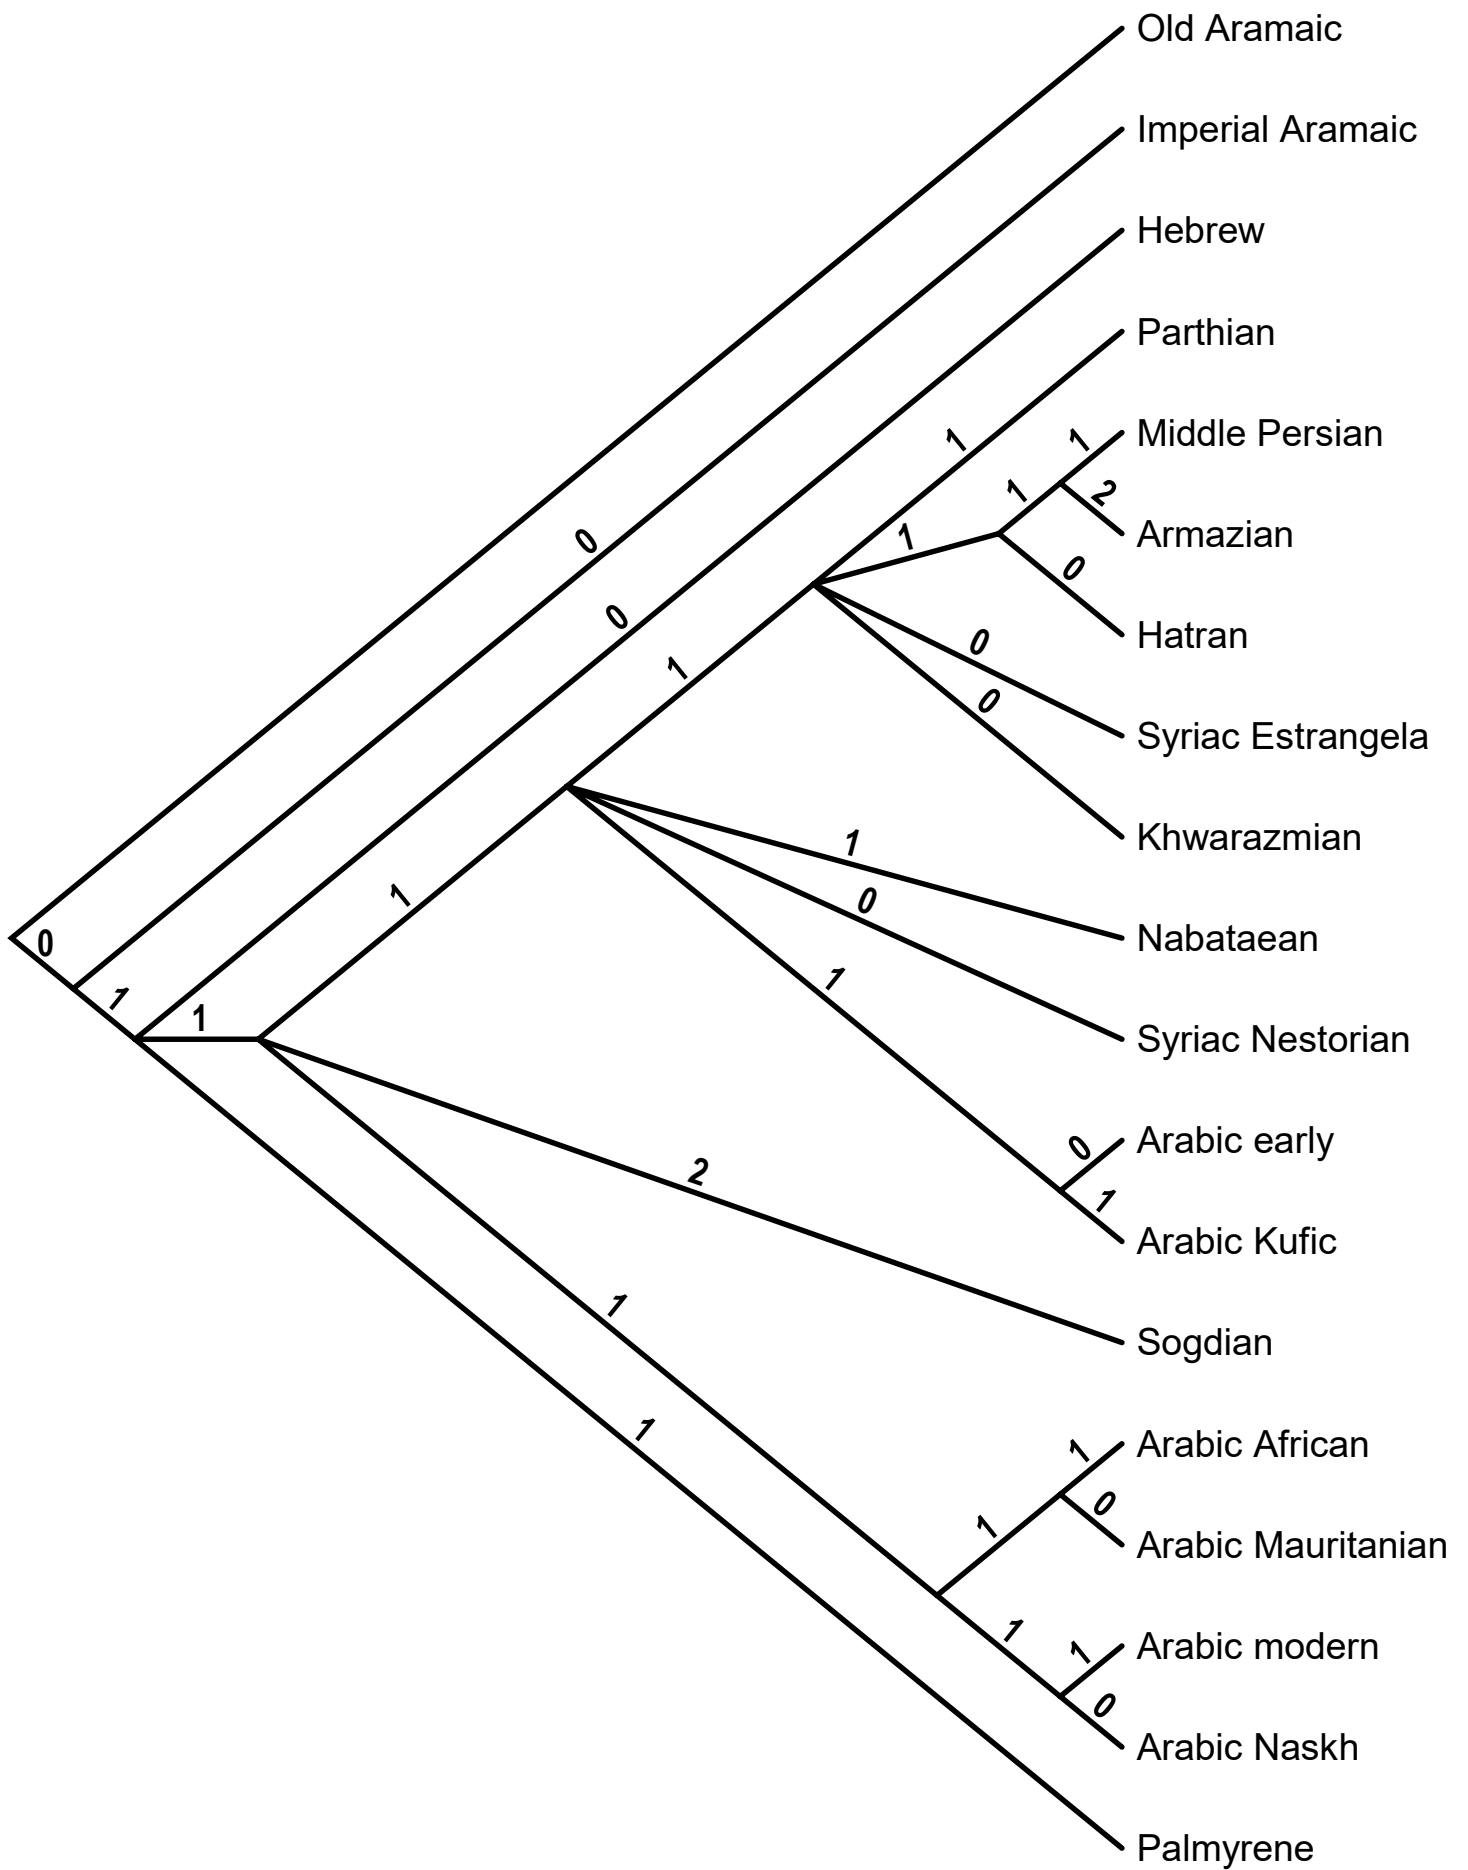 Old Aramaic
Imperial Aramaic
Hebrew
Parthian
1
1
Middle Persian
1
2
1
Armazian
0
0
Hatran
0
0
1
0
Syriac Estrangela
Khwarazmian
1
1
0
Nabataean
0
1
1
1
Syriac Nestorian
0
Arabic early
2
1
Arabic Kufic
1
Sogdian
1
1
Arabic African
0
1
Arabic Mauritanian
1
1
Arabic modern
0
Arabic Naskh
Palmyrene